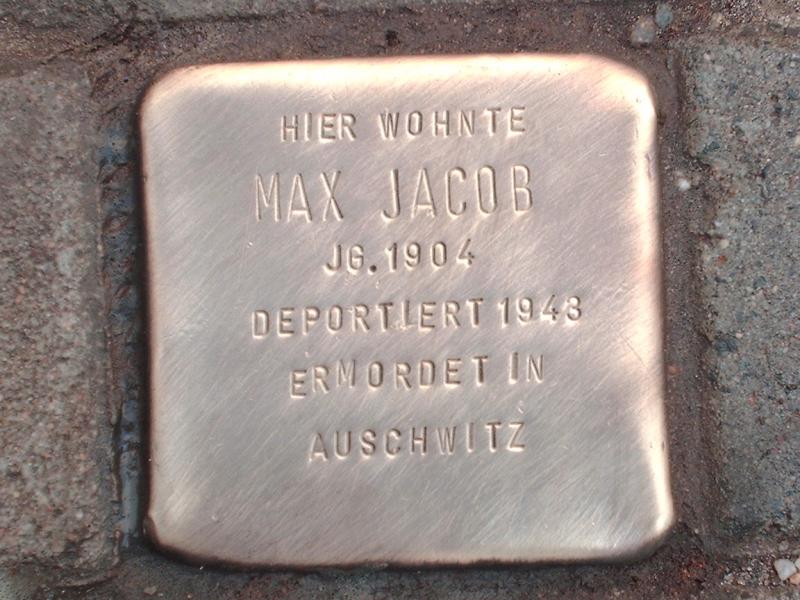 HIER WOHNTE
MAX JACOB
JG. 1904
DEPORTIERT 1943
ERMORDET IN
AUSCHWITZ